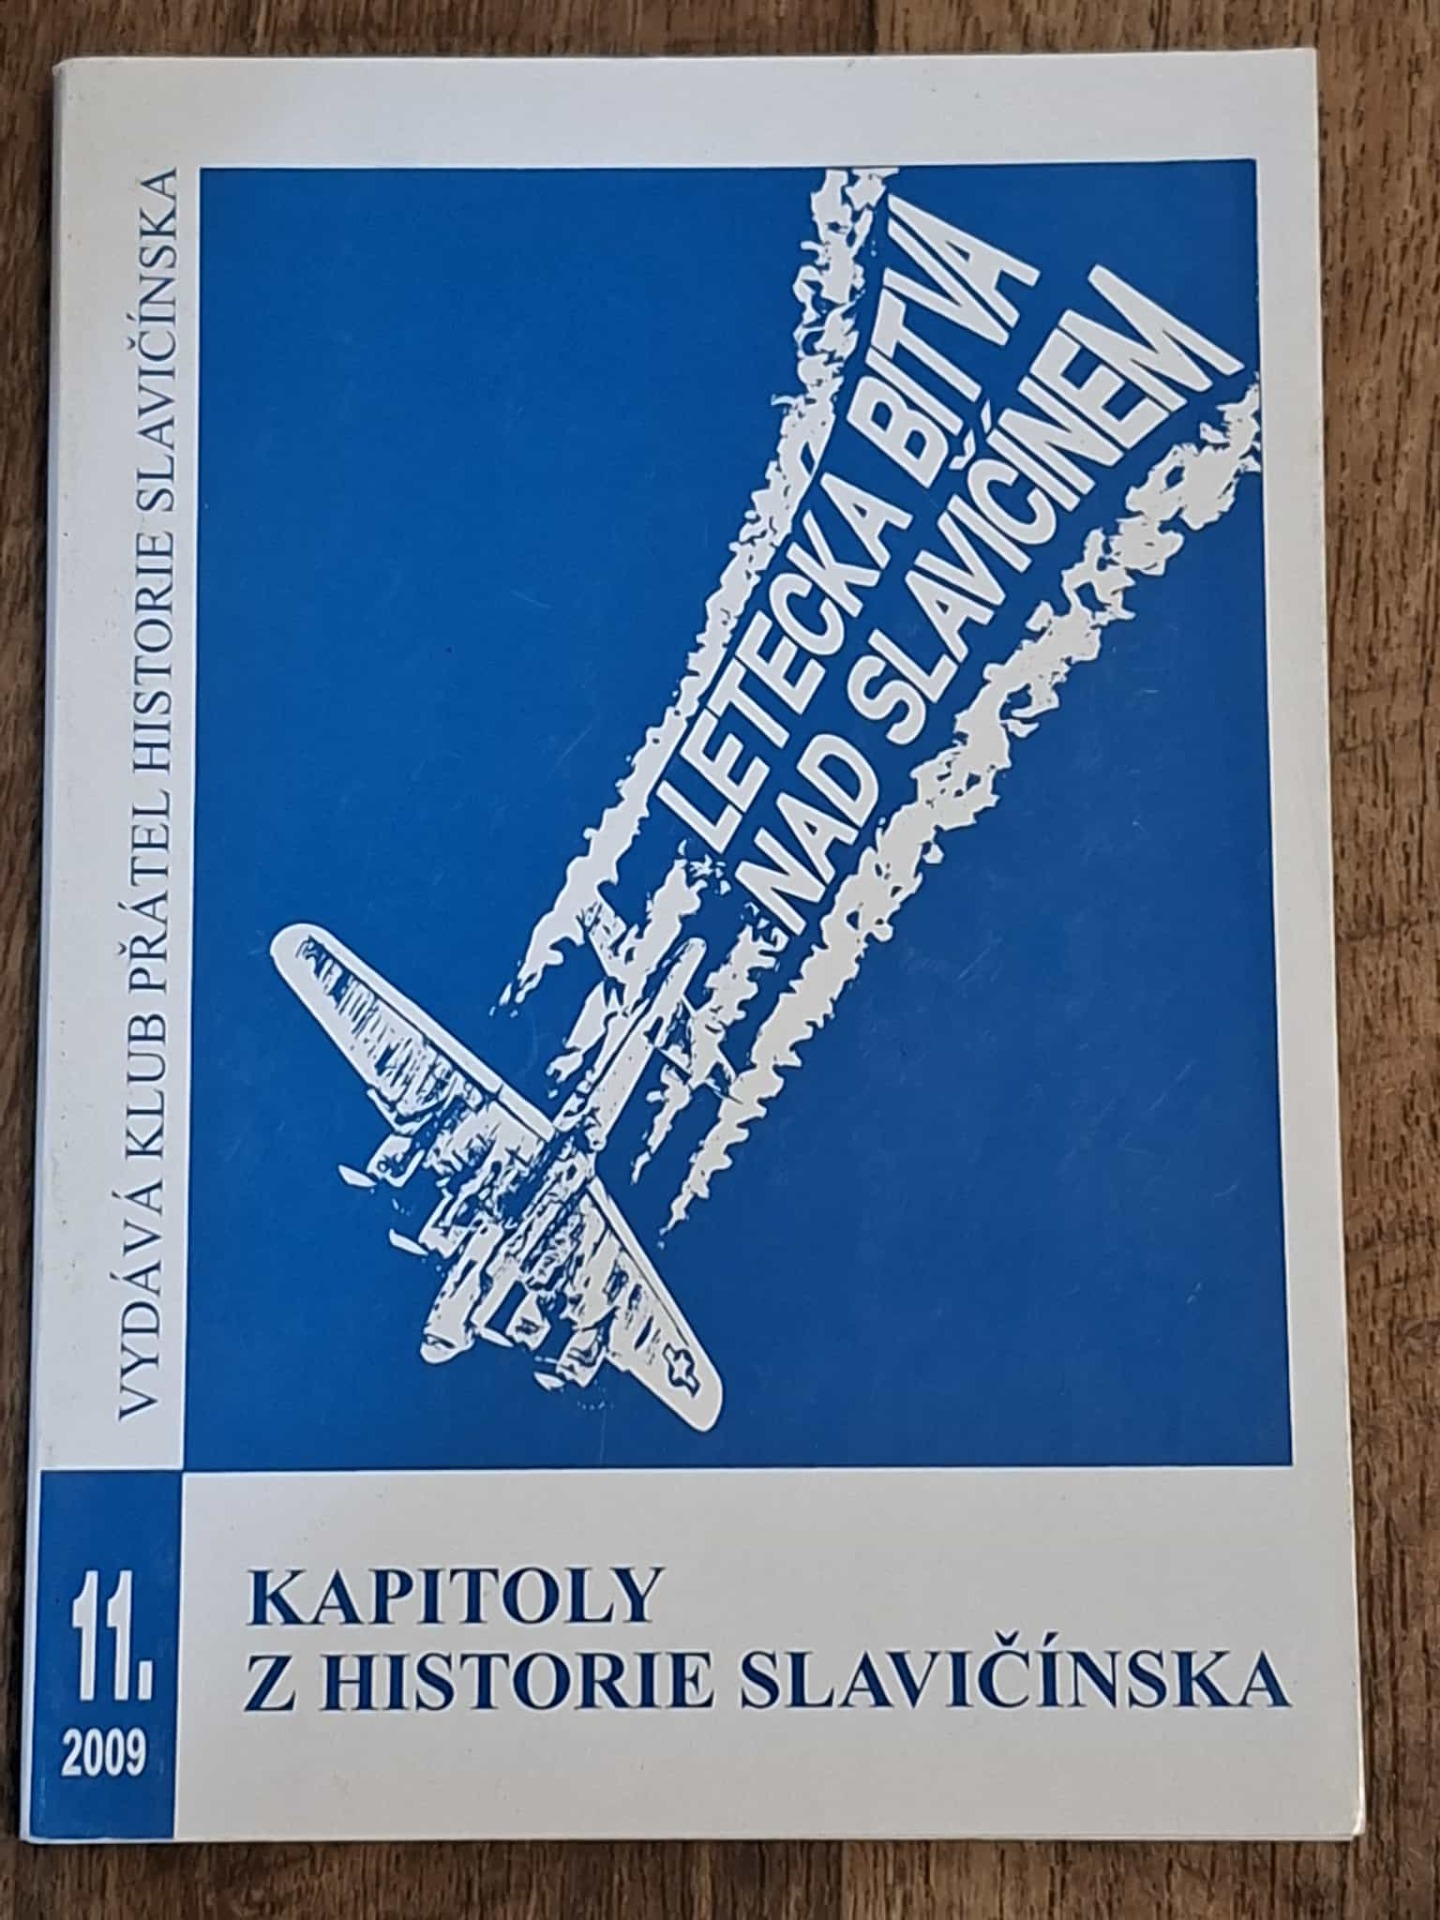 VYDÁVÁ KLUB PŘÁTEL HISTORIE SLAVIČÍNSKA
LETECKÁ BITVA
NAD SLAVIČÍNEM
11.
2009
KAPITOLY
Z HISTORIE SLAVIČÍNSKA